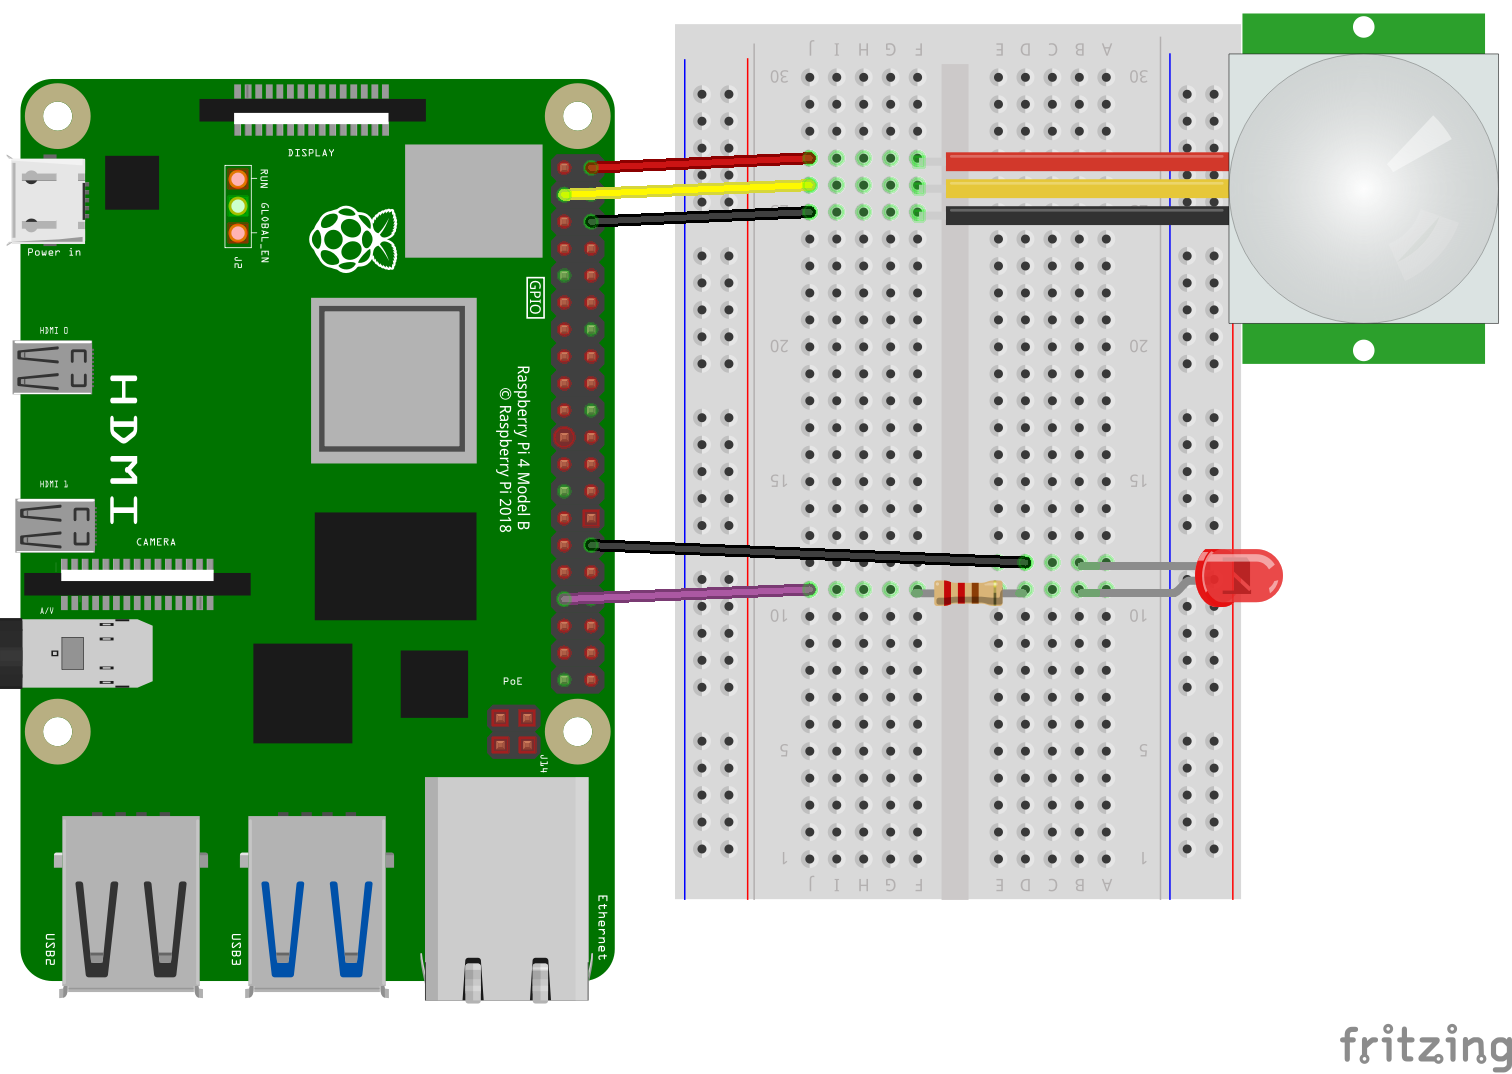 DISPLAY
RUN
GLOBAL_EN
J2
Power in
GPIO
HDMI 0
HDMI
Raspberry Pi 4 Model B
© Raspberry Pi 2018
HDMI 1
CAMERA
A/V
PoE
J14
USB2
USB3
Ethernet
J I H G F E D C B A
30 30
20 20
15 15
10 10
5 5
1 1
J I H G F E D C B A
fritzing